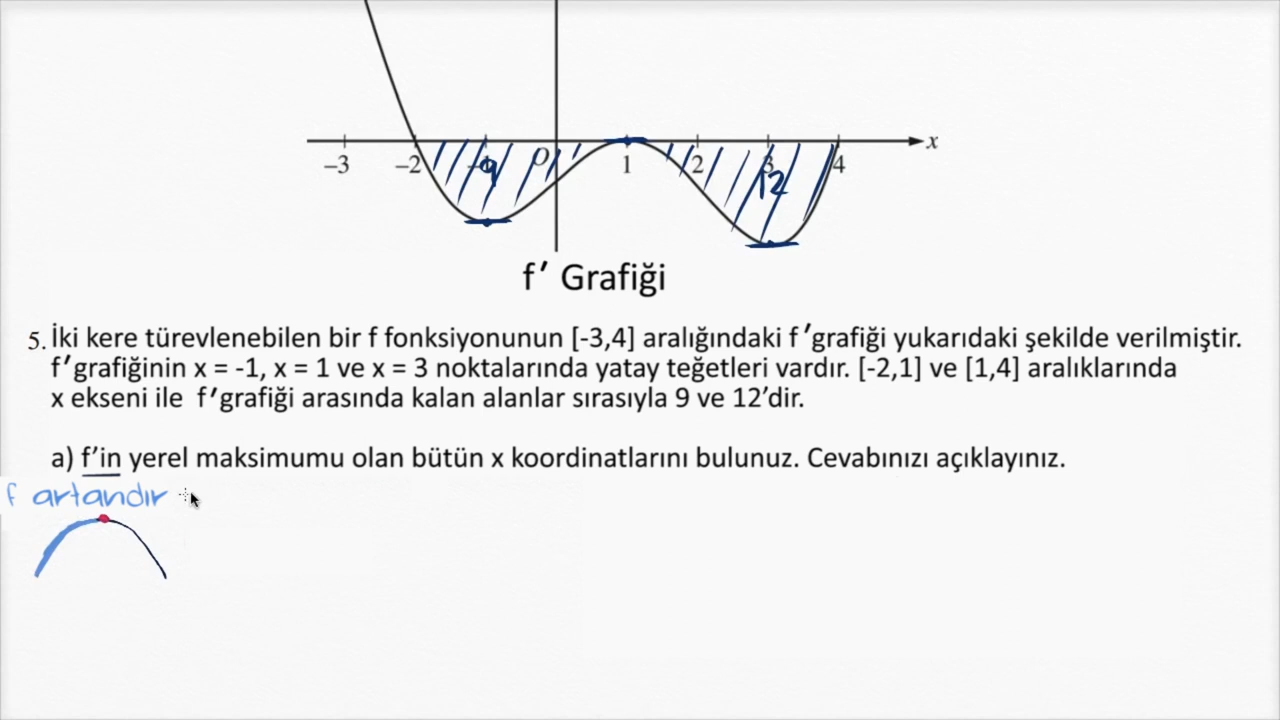 x
-3 -2 O 1 2 3 4
9 12
f′ Grafiği
5. İki kere türevlenebilen bir f fonksiyonunun [-3,4] aralığındaki f′grafiği yukarıdaki şekilde verilmiştir.
f′grafiğinin x = -1, x = 1 ve x = 3 noktalarında yatay teğetleri vardır. [-2,1] ve [1,4] aralıklarında
x ekseni ile f′grafiği arasında kalan alanlar sırasıyla 9 ve 12’dir.
a) f’in yerel maksimumu olan bütün x koordinatlarını bulunuz. Cevabınızı açıklayınız.
f artandır